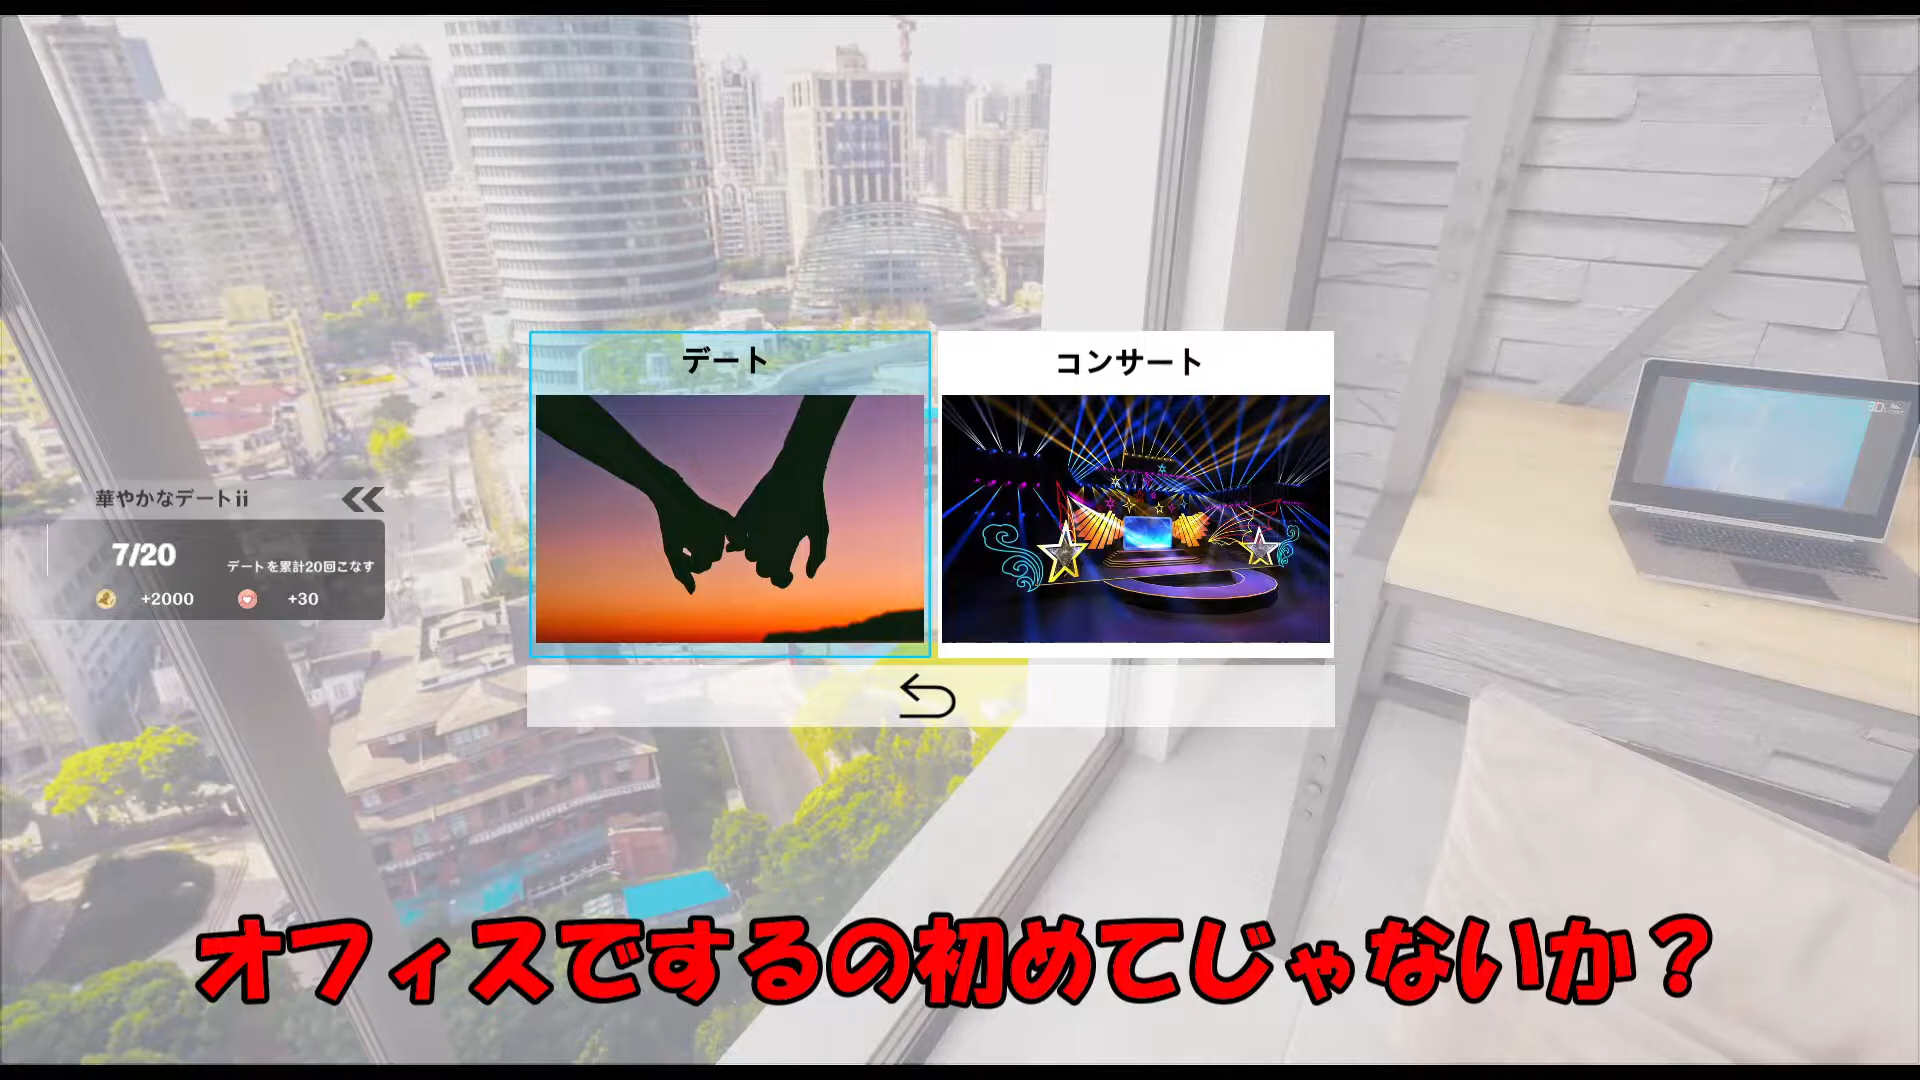 デート
コンサート
華やかなデートii
7/20
デートを累計20回こなす
+2000
+30
オフィスでするの初めてじゃないか？